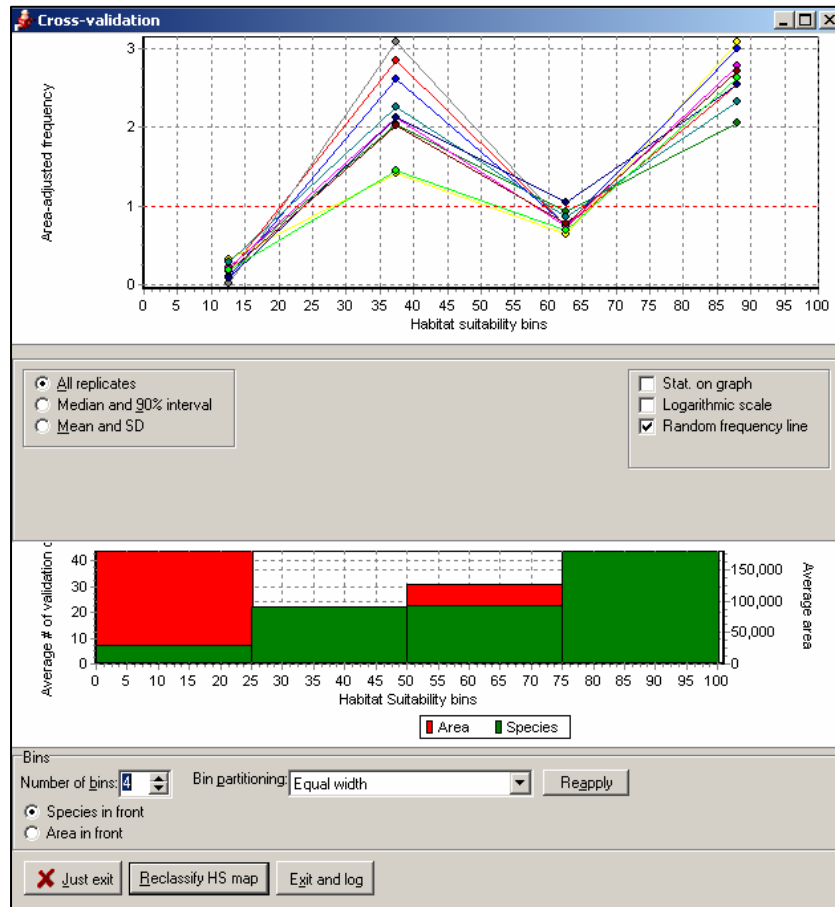 Cross-validation
Area-adjusted frequency
3
2
1
0
0 5 10 15 20 25 30 35 40 45 50 55 60 65 70 75 80 85 90 95 100
Habitat suitability bins
All replicates
Median and 90% interval
Mean and SD
Stat. on graph
Logarithmic scale
Random frequency line
Average # of validation
40
30
20
10
0
150,000
100,000
50,000
0
Average area
0 5 10 15 20 25 30 35 40 45 50 55 60 65 70 75 80 85 90 95 100
Habitat Suitability bins
Area Species
Bins
Number of bins: 4 Bin partitioning: Equal width Reapply
Species in front
Area in front
Just exit Reclassify HS map Exit and log